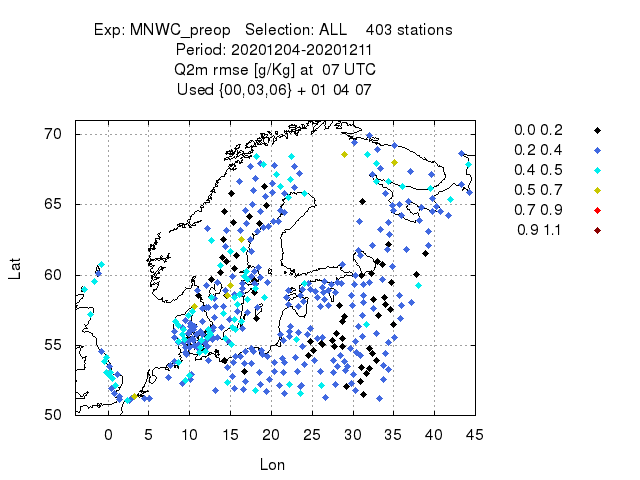 Exp: MNWC_preop Selection: ALL 403 stations
Period: 20201204-20201211
Q2m rmse [g/Kg] at 07 UTC
Used {00,03,06} + 01 04 07
70
65
60
55
50
Lat
0 5 10 15 20 25 30 35 40 45
Lon
0.0 0.2
0.2 0.4
0.4 0.5
0.5 0.7
0.7 0.9
0.9 1.1